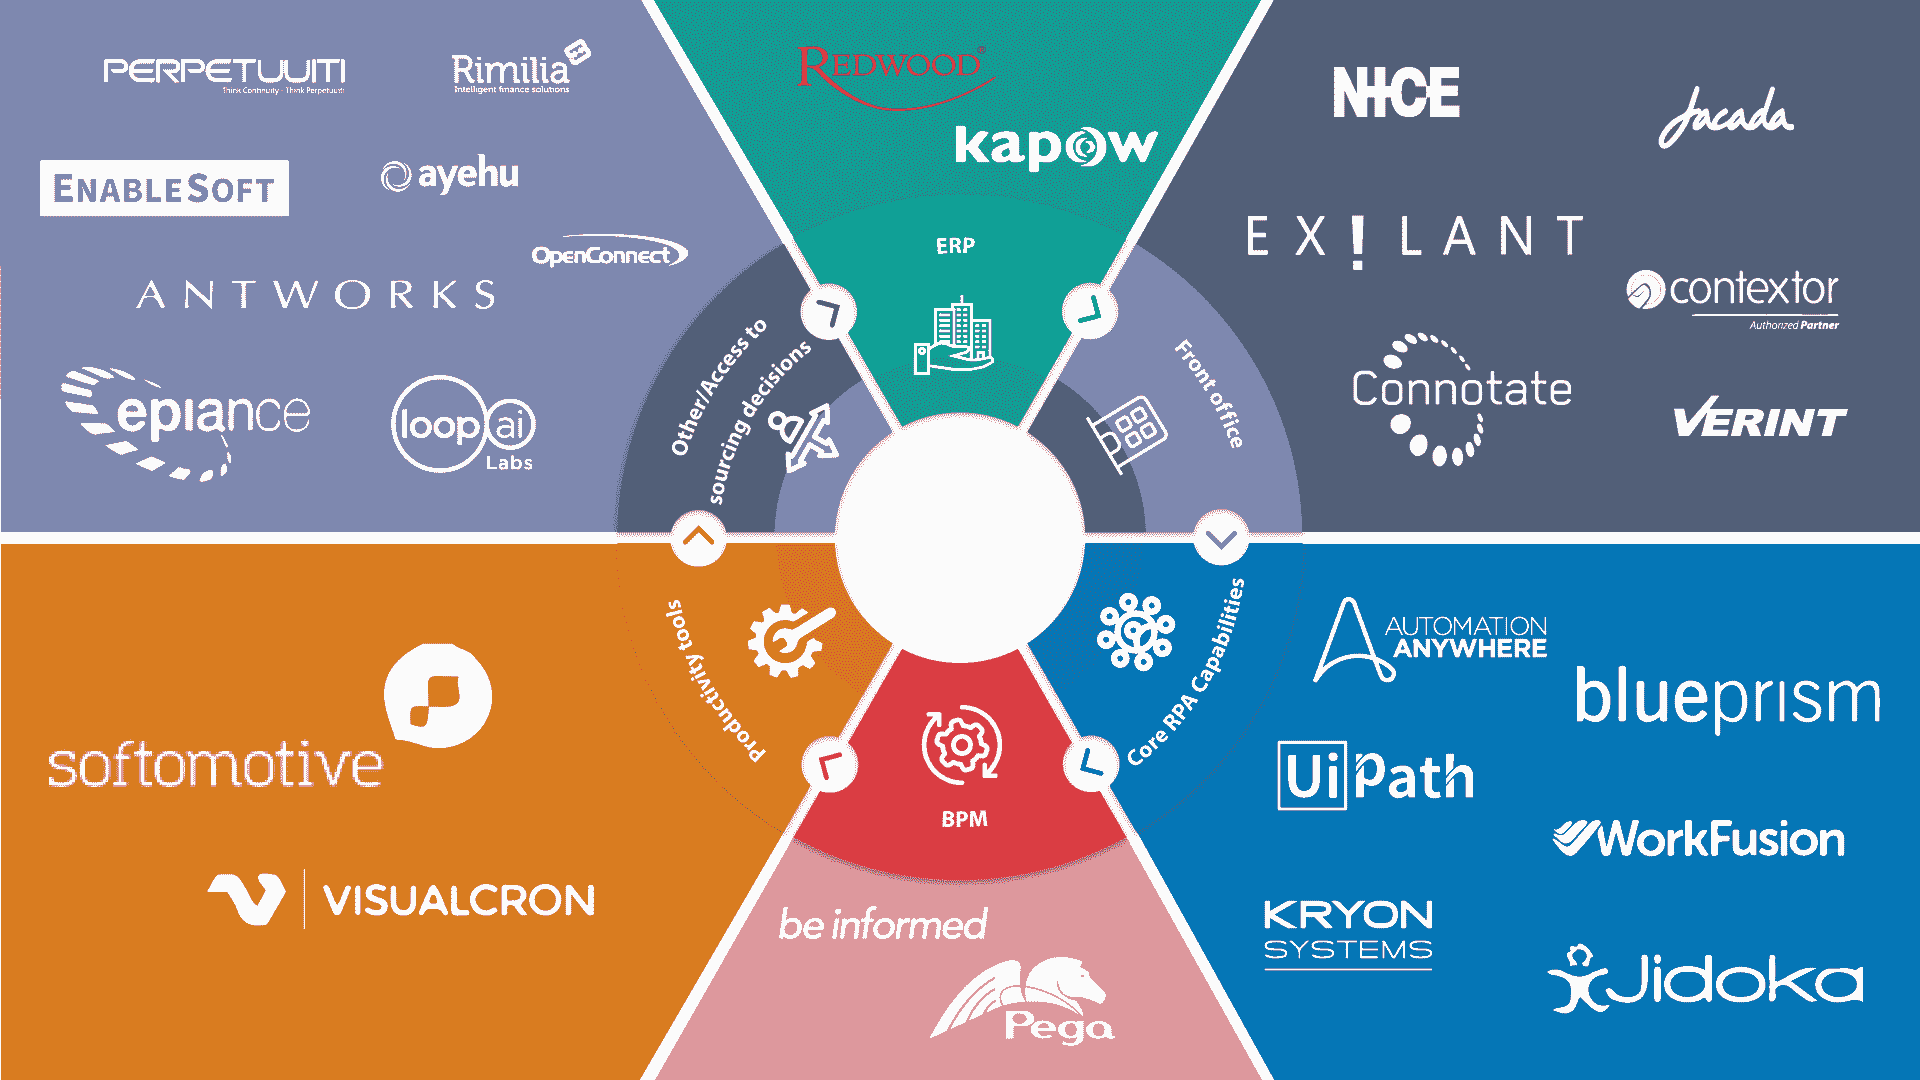 PERPETUUITI
Think Continuity - Think Perpetuuiti
Rimilia
Intelligent finance solutions
ENABLESOFT
ayehu
OpenConnect
ANTWORKS
epiance
loop ai
Labs
REDWOOD
kapow
ERP
NICE
Jacada
EX!LANT
contextor
Authorized Partner
Connotate
VERINT
Other/Access to
sourcing decisions
Front office
Productivity tools
Core RPA Capabilities
BPM
softomotive
VISUALCRON
be informed
Pega
AUTOMATION
ANYWHERE
blueprism
UiPath
WorkFusion
KRYON
SYSTEMS
Jidoka